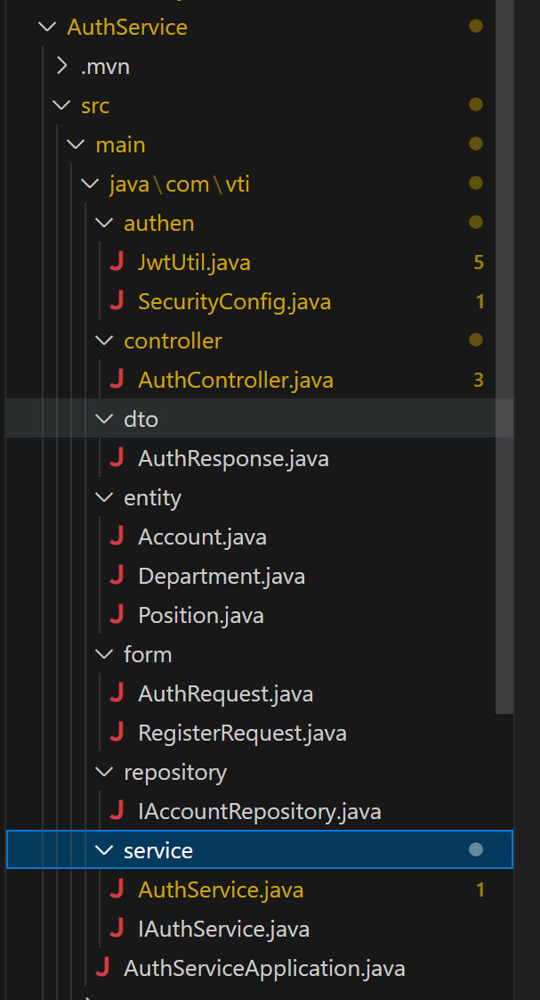 AuthService
.mvn
src
main
java\com\vti
authen
JwtUtil.java 5
SecurityConfig.java 1
controller
AuthController.java 3
dto
AuthResponse.java
entity
Account.java
Department.java
Position.java
form
AuthRequest.java
RegisterRequest.java
repository
IAccountRepository.java
service
AuthService.java 1
IAuthService.java
AuthServiceApplication.java